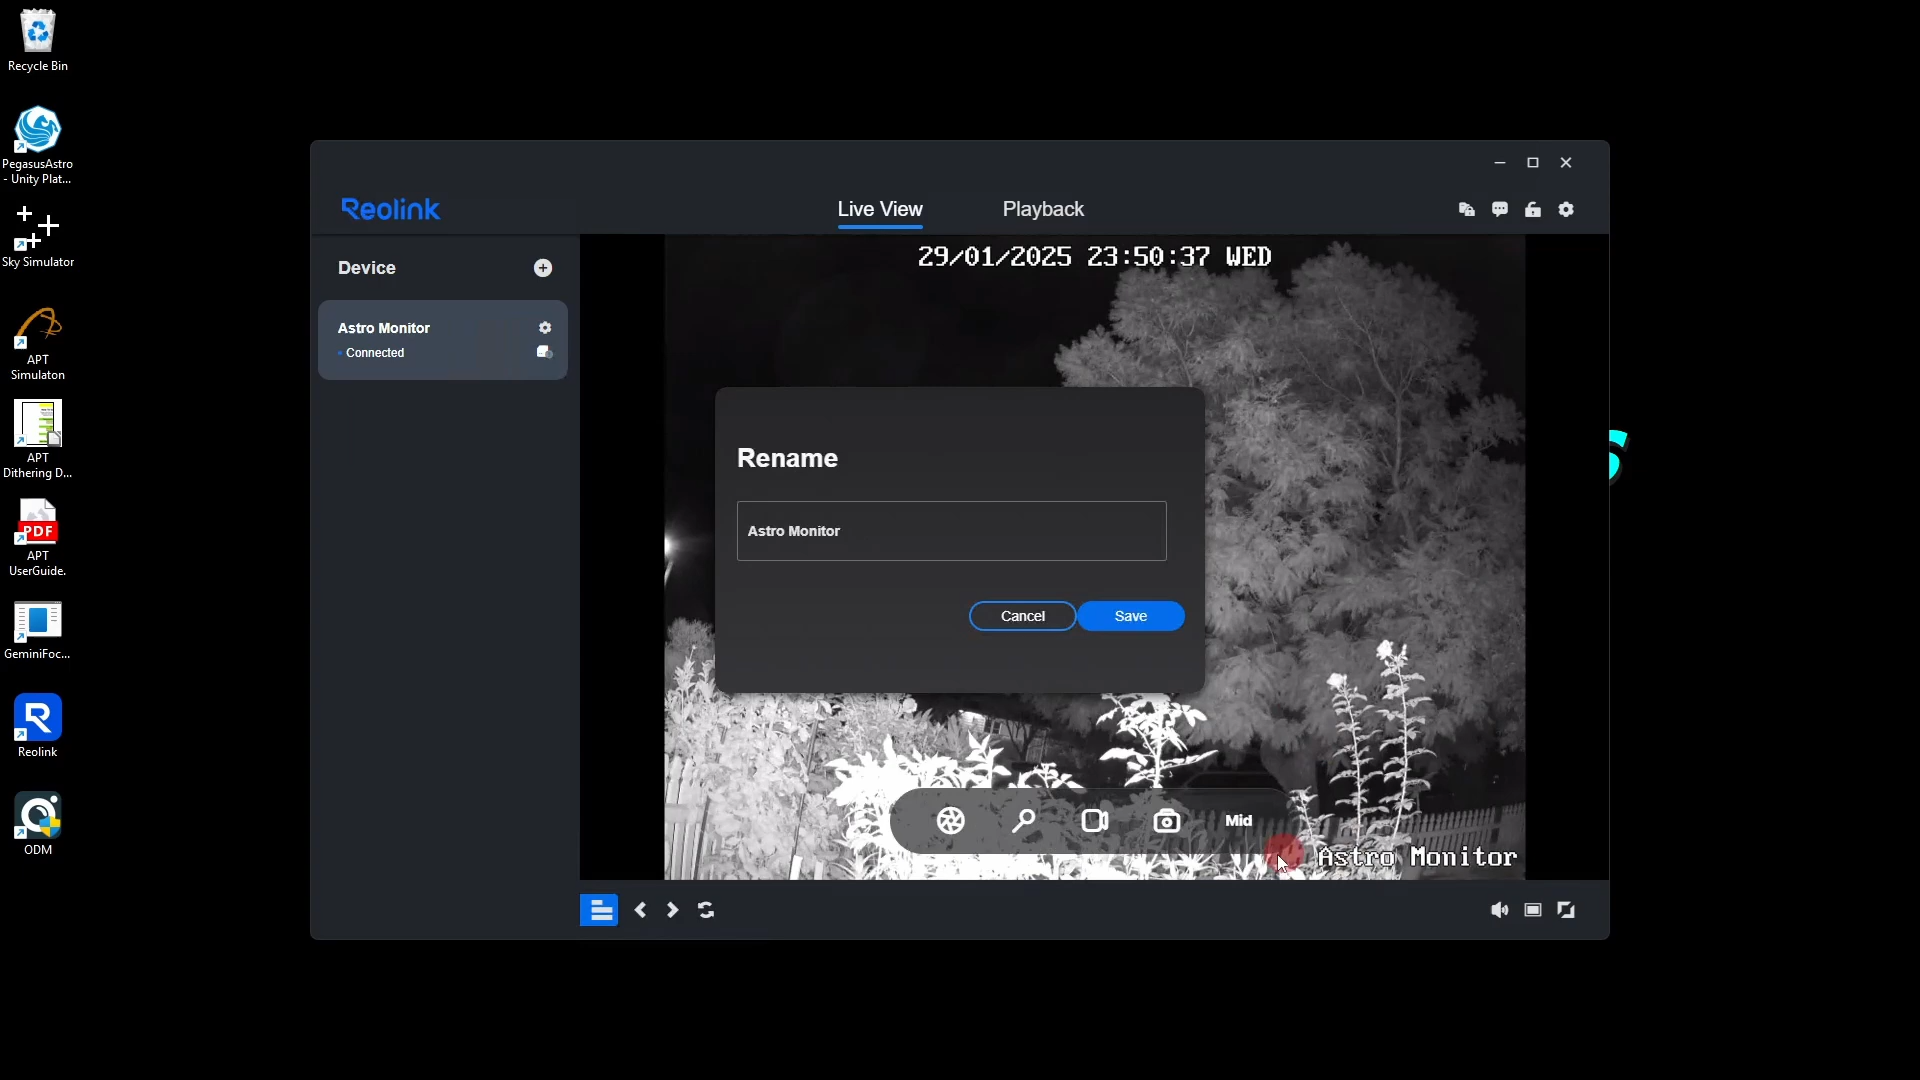 Recycle Bin
PegasusAstro
- Unity Plat...
Sky Simulator
APT
Simulaton
APT
Dithering D...
PDF
APT
UserGuide.
GeminiFoc...
R
Reolink
ODM
Reolink
Live View
Playback
Device
Astro Monitor
Connected
29/01/2025 23:50:37 WED
Rename
Astro Monitor
Cancel
Save
Mid
Astro Monitor